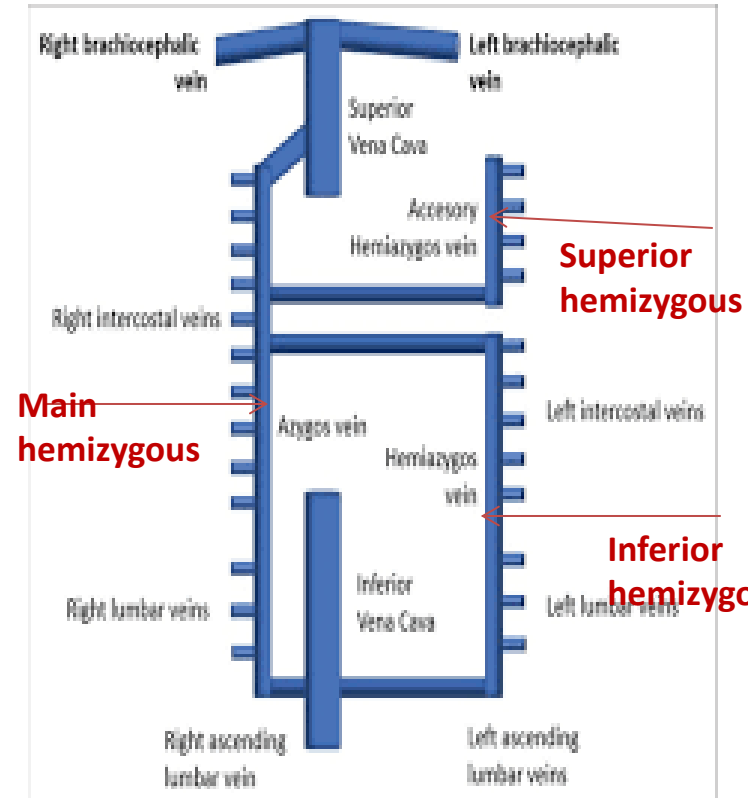 Right brachiocephalic
vein
Left brachiocephalic
vein
Superior
Vena Cava
Accesory
Hemiazygos vein
Superior
hemizygous
Right intercostal veins
Main
hemizygous
Azygos vein
Left intercostal veins
Hemiazygos
vein
Inferior
hemizygo
Inferior
Vena Cava
Right lumbar veins
Left lumbar veins
Right ascending
lumbar vein
Left ascending
lumbar veins